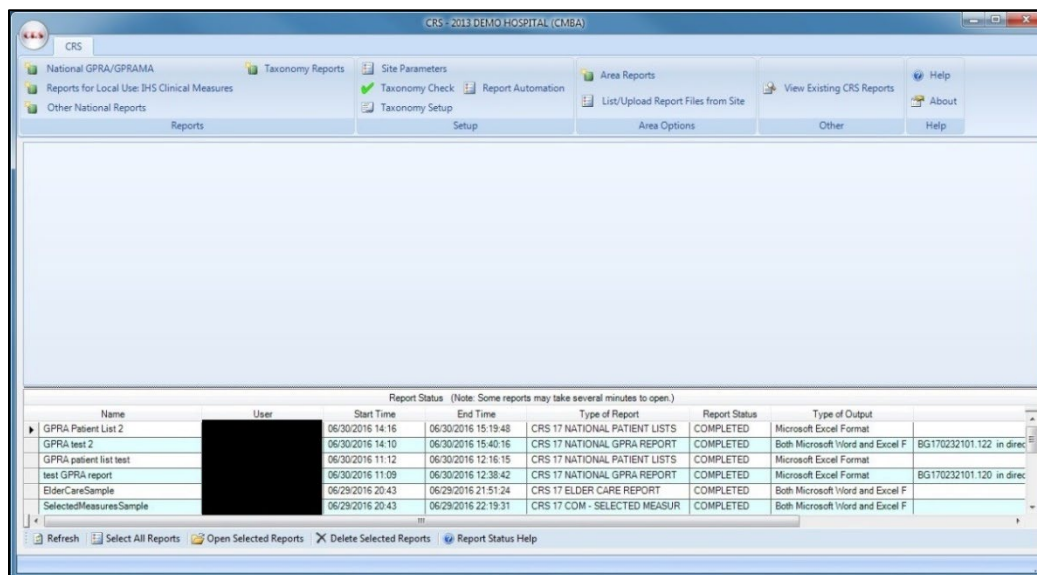 CRS - 2013 DEMO HOSPITAL (CMBA)
CRS
CRS
National GPRA/GPRAMA
Taxonomy Reports
Reports for Local Use: IHS Clinical Measures
Other National Reports
Reports
Site Parameters
Taxonomy Check
Report Automation
Taxonomy Setup
Setup
Area Reports
List/Upload Report Files from Site
Area Options
View Existing CRS Reports
Other
Help
About
Help
Report Status (Note: Some reports may take several minutes to open.)
Name User Start Time End Time Type of Report Report Status Type of Output
GPRA Patient List 2 06/30/2016 14:16 06/30/2016 15:19:48 CRS 17 NATIONAL PATIENT LISTS COMPLETED Microsoft Excel Format
GPRA test 2 06/30/2016 14:10 06/30/2016 15:40:16 CRS 17 NATIONAL GPRA REPORT COMPLETED Both Microsoft Word and Excel F BG170232101.122 in direc
GPRA patient list test 06/30/2016 11:12 06/30/2016 12:16:15 CRS 17 NATIONAL PATIENT LISTS COMPLETED Microsoft Excel Format
test GPRA report 06/30/2016 11:09 06/30/2016 12:38:42 CRS 17 NATIONAL GPRA REPORT COMPLETED Microsoft Excel Format BG170232101.120 in direc
ElderCareSample 06/29/2016 20:43 06/29/2016 21:51:24 CRS 17 ELDER CARE REPORT COMPLETED Both Microsoft Word and Excel F
SelectedMeasuresSample 06/29/2016 20:43 06/29/2016 22:19:31 CRS 17 COM - SELECTED MEASUR COMPLETED Both Microsoft Word and Excel F
Refresh Select All Reports Open Selected Reports Delete Selected Reports Report Status Help